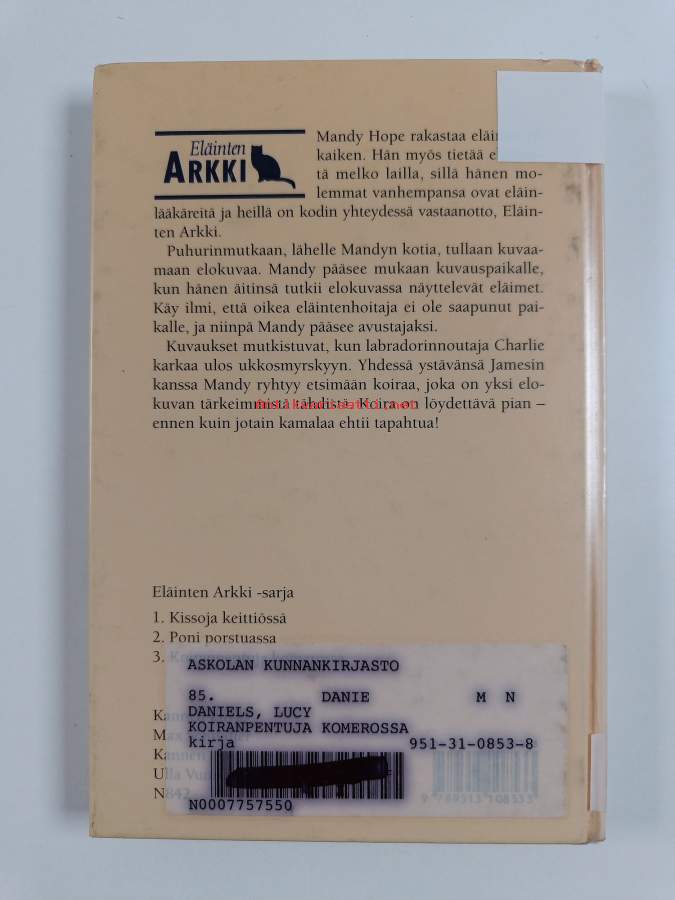 Eläinten
ARKKI
Mandy Hope rakastaa
kaiken. Hän myös tietää
tä melko lailla, sillä hänen mo-
lemmat vanhempansa ovat eläin-
lääkäreitä ja heillä on kodin yhteydessä vastaanotto, Eläin-
ten Arkki.
Puhurinmutkaan, lähelle Mandyn kotia, tullaan kuvaa-
maan elokuvaa. Mandy pääsee mukaan kuvauspaikalle,
kun hänen äitinsä tutkii elokuvassa näyttelevät eläimet.
Käy ilmi, että oikea eläintenhoitaja ei ole saapunut pai-
kalle, ja niinpä Mandy pääsee avustajaksi.
Kuvaukset mutkistuvat, kun labradorinnoutaja Charlie
karkaa ulos ukkosmyrskyyn. Yhdessä ystävänsä Jamesin
kanssa Mandy ryhtyy etsimään koiraa, joka on yksi elo-
kuvan tärkeimmistä tähdistä. Koira on löydettävä pian –
Antikvariaatti.net
ennen kuin jotain kamalaa ehtii tapahtua!
Eläinten Arkki -sarja
1. Kissoja keittiössä
2. Poni porstuassa
3.
ASKOLAN KUNNANKIRJASTO
85. DANIE M N
DANIELS, LUCY
KOIRANPENTUJA KOMEROSSA
kirja 951-31-0853-8
N0007757550
9 789513 108533